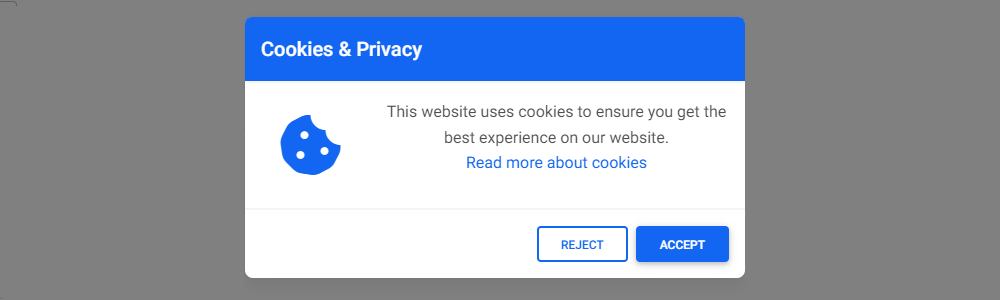 Cookies & Privacy
This website uses cookies to ensure you get the
best experience on our website.
Read more about cookies
REJECT ACCEPT